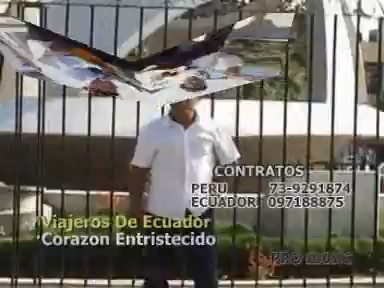 CONTRATOS
PERU 73-9291874
ECUADOR 097188875
Viajeros De Ecuador
Corazon Entristecido